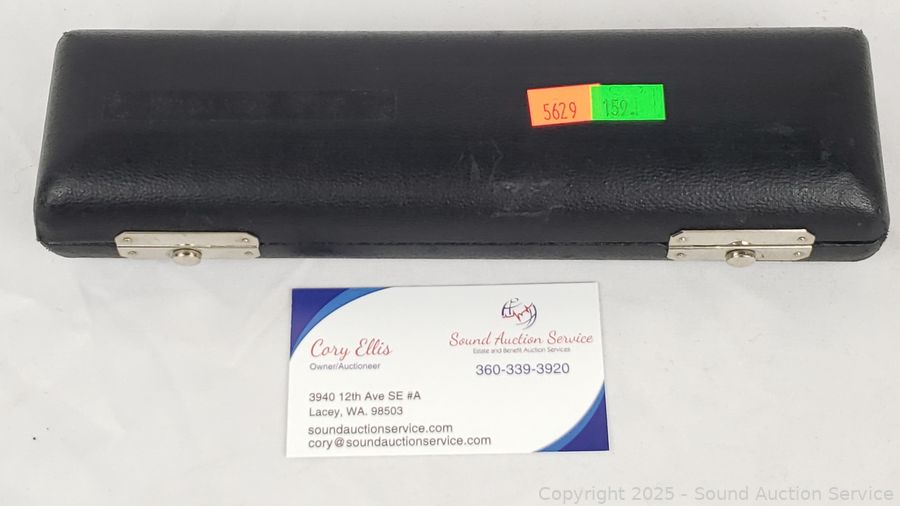 5629
159.
Cory Ellis
Owner/Auctioneer
Sound Auction Service
Estate and Benefit Auction Services
360-339-3920
3940 12th Ave SE #A
Lacey, WA. 98503
soundauctionservice.com
cory@soundauctionservice.com
Copyright 2025 - Sound Auction Service